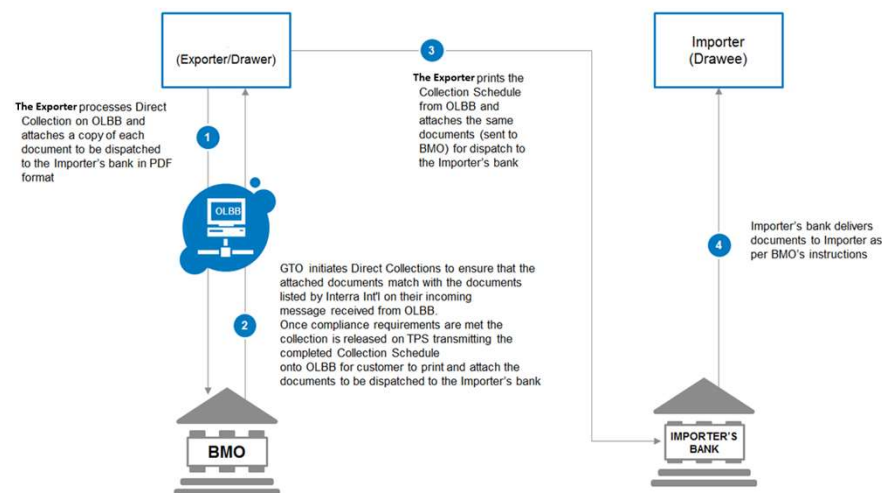 (Exporter/Drawer)
3
Importer
(Drawee)
The Exporter prints the
Collection Schedule
from OLBB and
attaches the same
documents (sent to
BMO) for dispatch to
the Importer's bank
The Exporter processes Direct
Collection on OLBB and
attaches a copy of each
document to be dispatched
to the Importer's bank in PDF
format
1
OLBB
4
Importer's bank delivers
documents to Importer as
per BMO's instructions
2
GTO initiates Direct Collections to ensure that the
attached documents match with the documents
listed by Interra Int'l on their incoming
message received from OLBB.
Once compliance requirements are met the
collection is released on TPS transmitting the
completed Collection Schedule
onto OLBB for customer to print and attach the
documents to be dispatched to the Importer's bank
BMO
IMPORTER'S
BANK